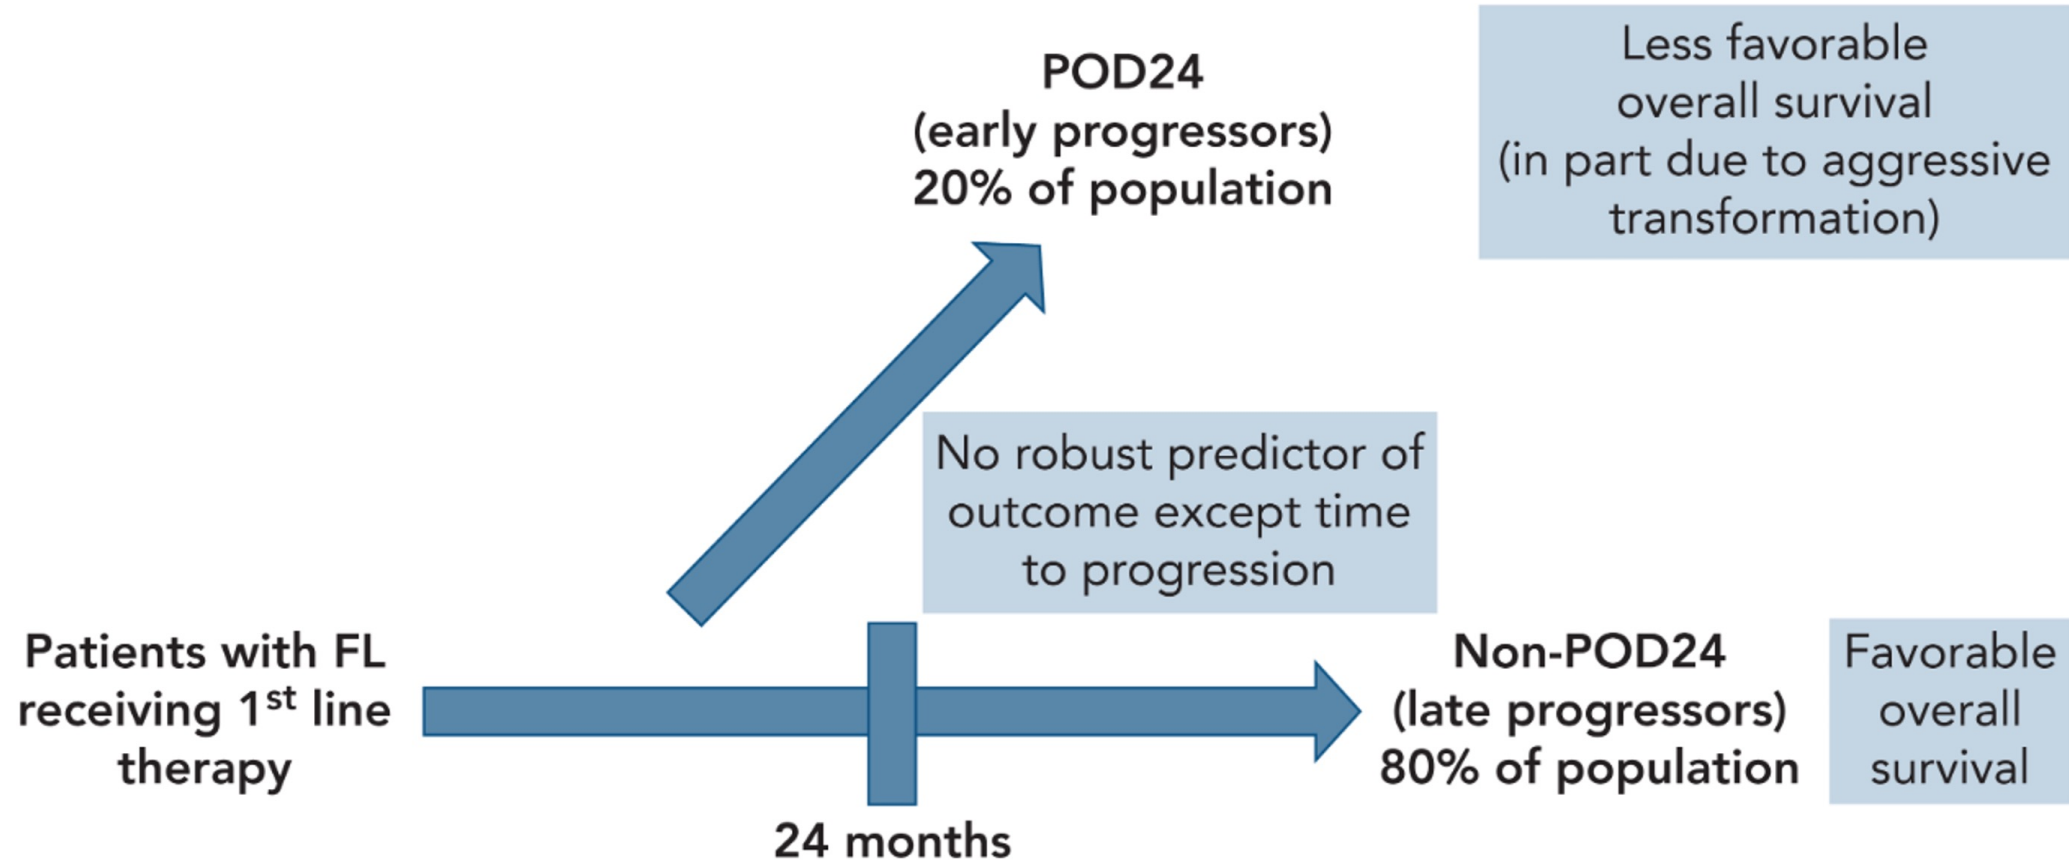 POD24
(early progressors)
20% of population
Less favorable
overall survival
(in part due to aggressive
transformation)
No robust predictor of
outcome except time
to progression
Patients with FL
receiving 1st line
therapy
24 months
Non-POD24
(late progressors)
80% of population
Favorable
overall
survival